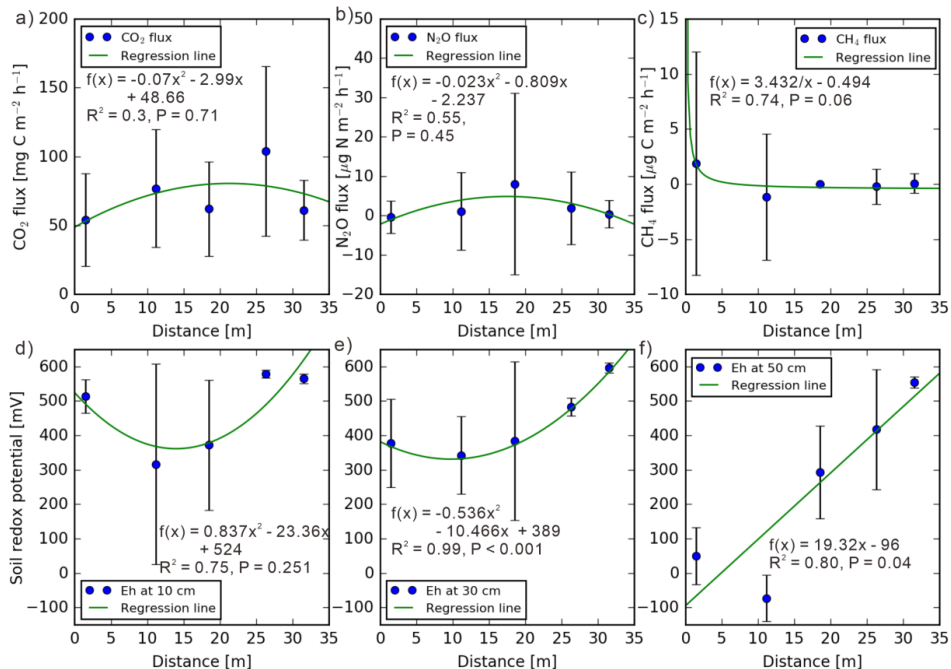 a)
200
150
100
50
0
CO₂ flux [mg C m⁻² h⁻¹]
CO₂ flux
Regression line
f(x) = -0.07x² - 2.99x
+ 48.66
R² = 0.3, P = 0.71
0 5 10 15 20 25 30 35
Distance [m]
b)
50
40
30
20
10
0
−10
−20
N₂O flux [μg N m⁻² h⁻¹]
N₂O flux
Regression line
f(x) = -0.023x² - 0.809x
- 2.237
R² = 0.55,
P = 0.45
0 5 10 15 20 25 30 35
Distance [m]
c)
15
10
5
0
−5
−10
CH₄ flux [μg C m⁻² h⁻¹]
CH₄ flux
Regression line
f(x) = 3.432/x - 0.494
R² = 0.74, P = 0.06
0 5 10 15 20 25 30 35
Distance [m]
d)
600
500
400
300
200
100
0
−100
Soil redox potential [mV]
f(x) = 0.837x² - 23.36x
+ 524
R² = 0.75, P = 0.251
Eh at 10 cm
Regression line
0 5 10 15 20 25 30 35
Distance [m]
e)
600
500
400
300
200
100
0
−100
f(x) = -0.536x²
- 10.466x + 389
R² = 0.99, P < 0.001
Eh at 30 cm
Regression line
0 5 10 15 20 25 30 35
Distance [m]
f)
600
500
400
300
200
100
0
−100
Eh at 50 cm
Regression line
f(x) = 19.32x - 96
R² = 0.80, P = 0.04
0 5 10 15 20 25 30 35
Distance [m]